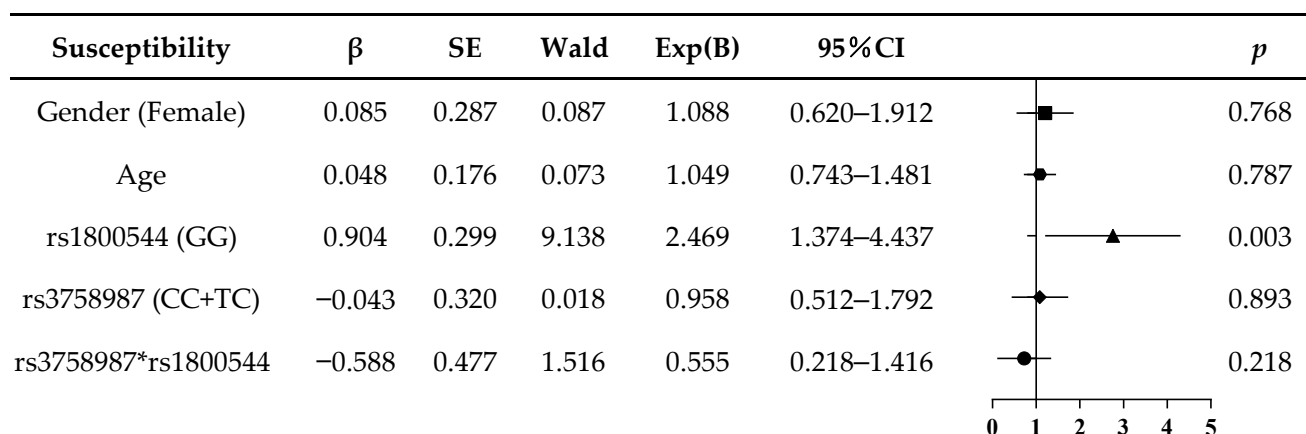 Susceptibility β SE Wald Exp(B) 95%CI p
Gender (Female) 0.085 0.287 0.087 1.088 0.620–1.912 0.768
Age 0.048 0.176 0.073 1.049 0.743–1.481 0.787
rs1800544 (GG) 0.904 0.299 9.138 2.469 1.374–4.437 0.003
rs3758987 (CC+TC) −0.043 0.320 0.018 0.958 0.512–1.792 0.893
rs3758987*rs1800544 −0.588 0.477 1.516 0.555 0.218–1.416 0.218
0 1 2 3 4 5